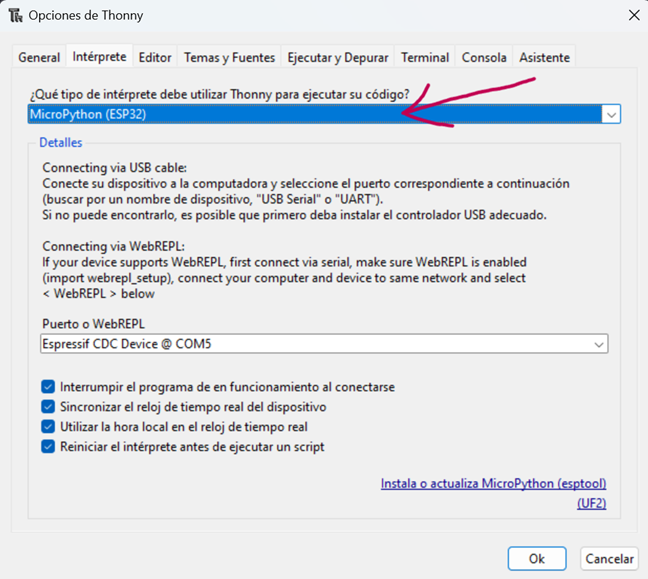 Opciones de Thonny
General Intérprete Editor Temas y Fuentes Ejecutar y Depurar Terminal Consola Asistente
¿Qué tipo de intérprete debe utilizar Thonny para ejecutar su código?
MicroPython (ESP32)
Detalles
Connecting via USB cable:
Conecte su dispositivo a la computadora y seleccione el puerto correspondiente a continuación
(buscar por un nombre de dispositivo, "USB Serial" o "UART").
Si no puede encontrarlo, es posible que primero deba instalar el controlador USB adecuado.
Connecting via WebREPL:
If your device supports WebREPL, first connect via serial, make sure WebREPL is enabled
(import webrepl_setup), connect your computer and device to same network and select
< WebREPL > below
Puerto o WebREPL
Espressif CDC Device @ COM5
Interrumpir el programa de en funcionamiento al conectarse
Sincronizar el reloj de tiempo real del dispositivo
Utilizar la hora local en el reloj de tiempo real
Reiniciar el intérprete antes de ejecutar un script
Instala o actualiza MicroPython (esptool)
(UF2)
Ok Cancelar